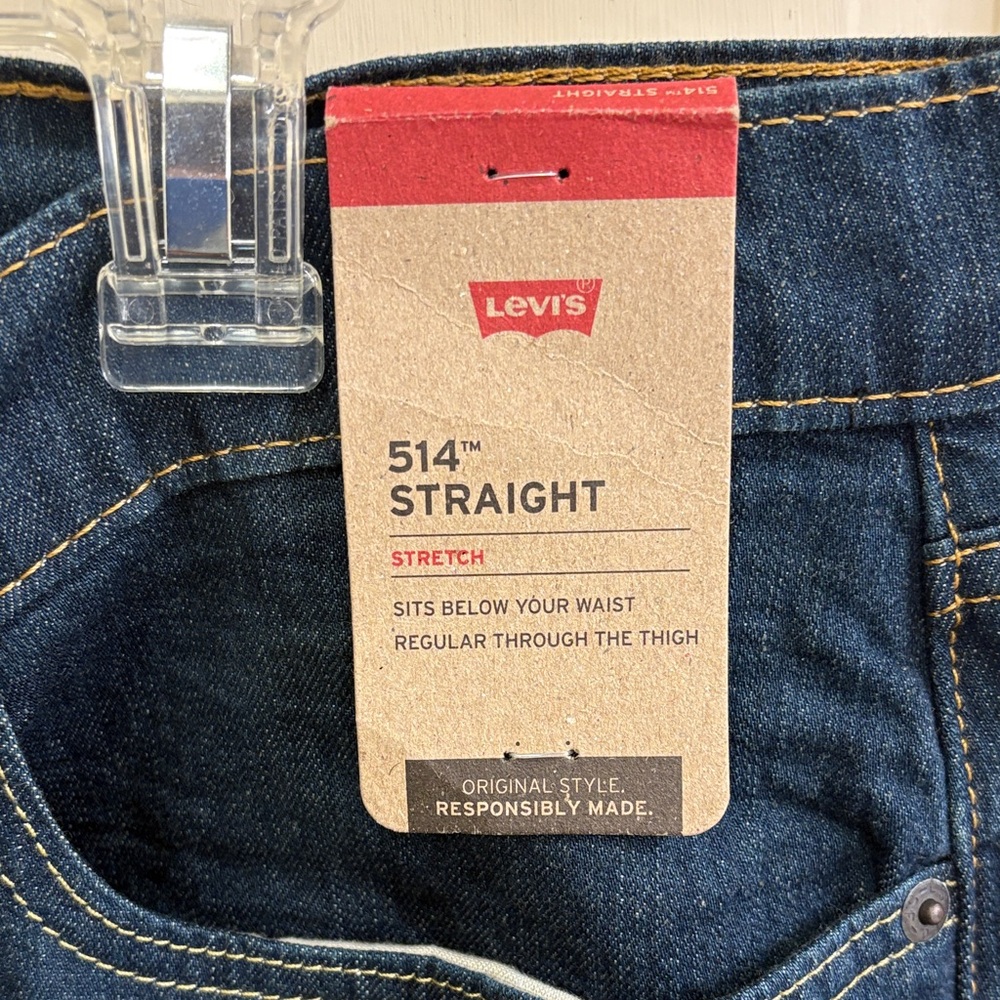 514™ STRAIGHT
Levi's®
514™
STRAIGHT
STRETCH
SITS BELOW YOUR WAIST
REGULAR THROUGH THE THIGH
ORIGINAL STYLE.
RESPONSIBLY MADE.